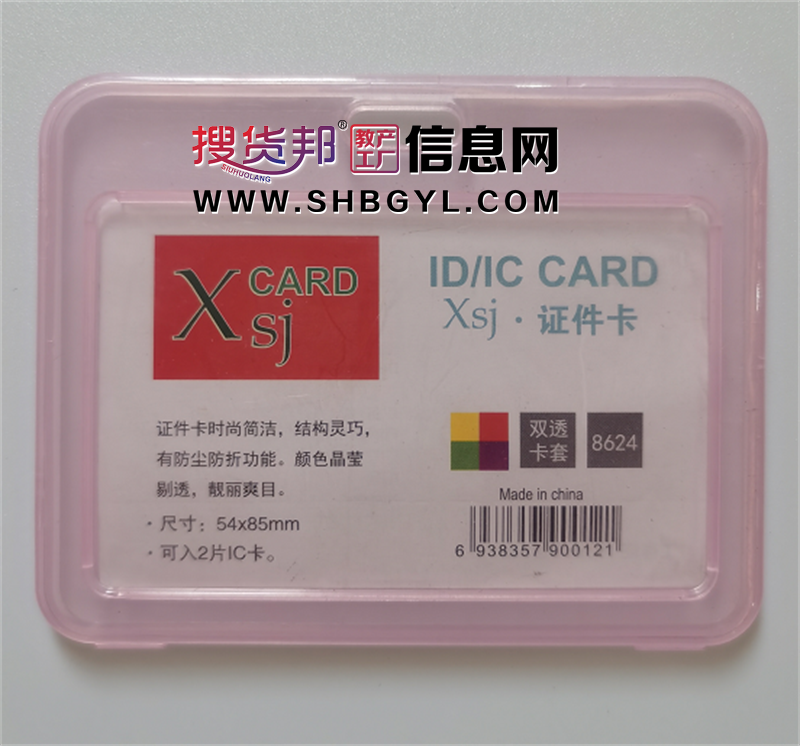 搜货邦® 教产工厂 信息网
SIUHUOLANG
WWW.SHBGYL.COM
X CARD
sj
ID/IC CARD
Xsj · 证件卡
证件卡时尚简洁，结构灵巧，
有防尘防折功能。颜色晶莹
剔透，靓丽爽目。
· 尺寸：54x85mm
· 可入2片IC卡。
双透
卡套
8624
Made in china
6 938357 900121